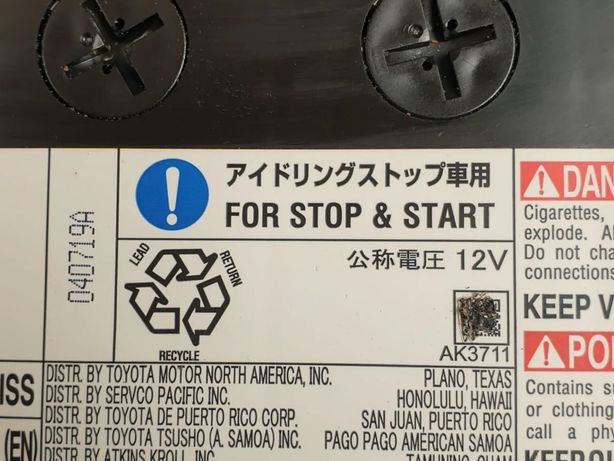 アイドリングストップ車用
FOR STOP & START
040719A
LEAD
RETURN
RECYCLE
公称電圧 12V
AK3711
DISTR. BY TOYOTA MOTOR NORTH AMERICA, INC. PLANO, TEXAS
DISTR. BY SERVCO PACIFIC INC. HONOLULU, HAWAII
DISTR. BY TOYOTA DE PUERTO RICO CORP. SAN JUAN, PUERTO RICO
DISTR. BY TOYOTA TSUSHO (A. SAMOA) INC. PAGO PAGO AMERICAN SAMOA
DISTR. BY ATKINS KROLL, INC. TAMUNING, GUAM
ISS
(EN)
DAN
Cigarettes,
explode. Al
Do not cha
connections
KEEP V
POI
Contains su
or clothing
call a phy